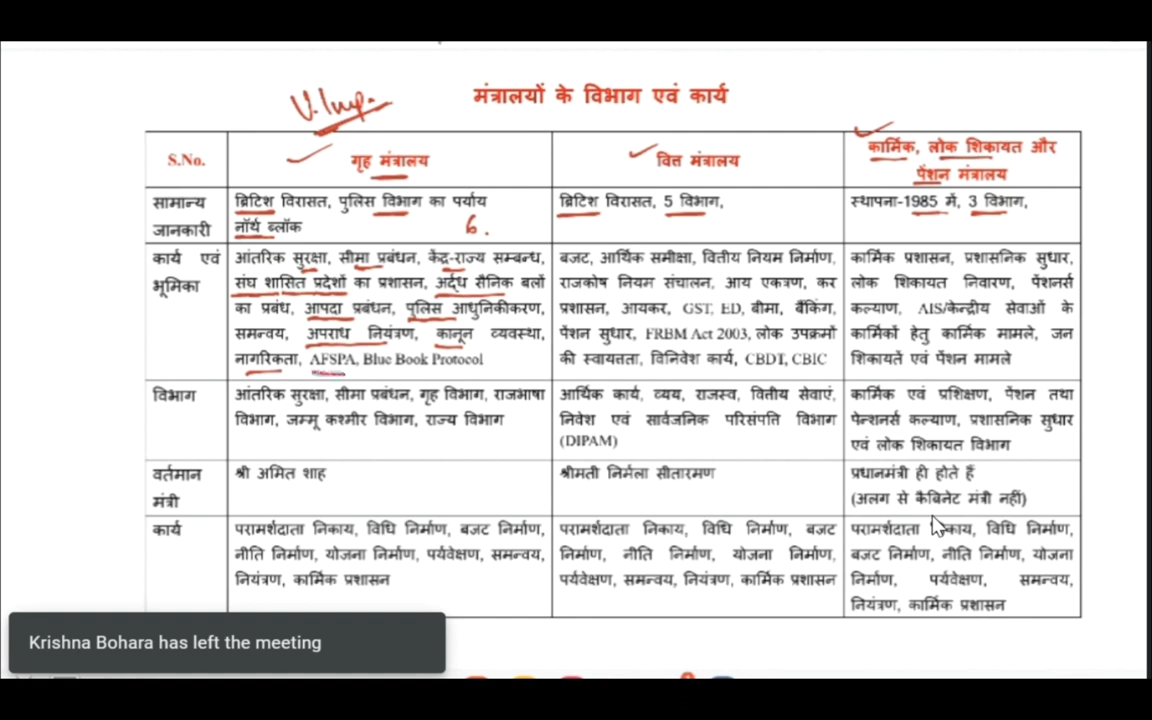 V. Imp.
मंत्रालयों के विभाग एवं कार्य
S.No.
गृह मंत्रालय
वित्त मंत्रालय
कार्मिक, लोक शिकायत और
पेंशन मंत्रालय
सामान्य
जानकारी
ब्रिटिश विरासत, पुलिस विभाग का पर्याय
नॉर्थ ब्लॉक
6.
ब्रिटिश विरासत, 5 विभाग,
स्थापना-1985 में, 3 विभाग,
कार्य एवं
भूमिका
आंतरिक सुरक्षा, सीमा प्रबंधन, केंद्र-राज्य सम्बन्ध,
संघ शासित प्रदेशों का प्रशासन, अर्द्ध सैनिक बलों
का प्रबंध, आपदा प्रबंधन, पुलिस आधुनिकीकरण,
समन्वय, अपराध नियंत्रण, कानून व्यवस्था,
नागरिकता, AFSPA, Blue Book Protocol
बजट, आर्थिक समीक्षा, वित्तीय नियम निर्माण,
राजकोष नियम संचालन, आय एकत्रण, कर
प्रशासन, आयकर, GST, ED, बीमा, बैंकिंग,
पेंशन सुधार, FRBM Act 2003, लोक उपक्रमों
की स्वायत्तता, विनिवेश कार्य, CBDT, CBIC
कार्मिक प्रशासन, प्रशासनिक सुधार,
लोक शिकायत निवारण, पेंशनर्स
कल्याण, AIS/केन्द्रीय सेवाओं के
कार्मिकों हेतु कार्मिक मामले, जन
शिकायतें एवं पेंशन मामले
विभाग
आंतरिक सुरक्षा, सीमा प्रबंधन, गृह विभाग, राजभाषा
विभाग, जम्मू कश्मीर विभाग, राज्य विभाग
आर्थिक कार्य, व्यय, राजस्व, वित्तीय सेवाएं,
निवेश एवं सार्वजनिक परिसंपत्ति विभाग
(DIPAM)
कार्मिक एवं प्रशिक्षण, पेंशन तथा
पेन्शनर्स कल्याण, प्रशासनिक सुधार
एवं लोक शिकायत विभाग
वर्तमान
मंत्री
श्री अमित शाह
श्रीमती निर्मला सीतारमण
प्रधानमंत्री ही होते हैं
(अलग से कैबिनेट मंत्री नहीं)
कार्य
परामर्शदाता निकाय, विधि निर्माण, बजट निर्माण,
नीति निर्माण, योजना निर्माण, पर्यवेक्षण, समन्वय,
नियंत्रण, कार्मिक प्रशासन
परामर्शदाता निकाय, विधि निर्माण, बजट
निर्माण, नीति निर्माण, योजना निर्माण,
पर्यवेक्षण, समन्वय, नियंत्रण, कार्मिक प्रशासन
परामर्शदाता निकाय, विधि निर्माण,
बजट निर्माण, नीति निर्माण, योजना
निर्माण, पर्यवेक्षण, समन्वय,
नियंत्रण, कार्मिक प्रशासन
Krishna Bohara has left the meeting